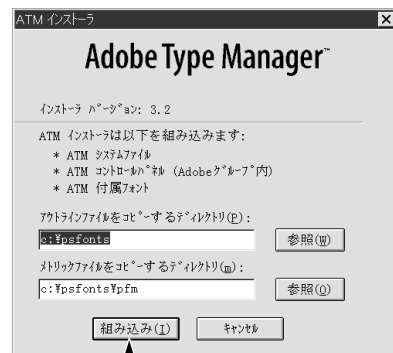 ATM インストーラ
Adobe Type Manager™
インストーラ バージョン: 3.2
ATM インストーラは以下を組み込みます:
* ATM システムファイル
* ATM コントロールパネル (Adobeグループ内)
* ATM 付属フォント
アウトラインファイルをコピーするディレクトリ(P):
c:¥psfonts
参照(W)
メトリックファイルをコピーするディレクトリ(m):
c:¥psfonts¥pfm
参照(O)
組み込み(I)
キャンセル